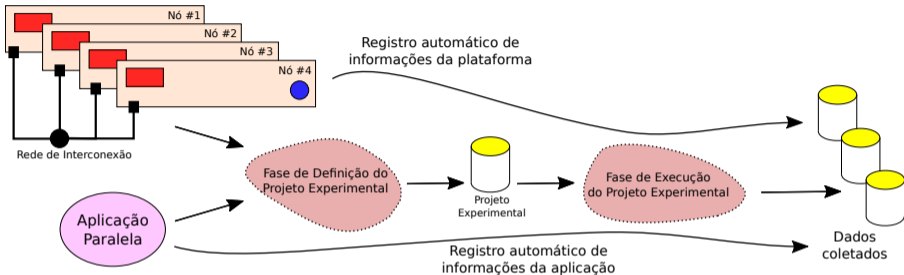 Nó #1
Nó #2
Nó #3
Nó #4
Rede de Interconexão
Registro automático de
informações da plataforma
Fase de Definição do
Projeto Experimental
Projeto
Experimental
Fase de Execução
do Projeto Experimental
Aplicação
Paralela
Registro automático de
informações da aplicação
Dados
coletados